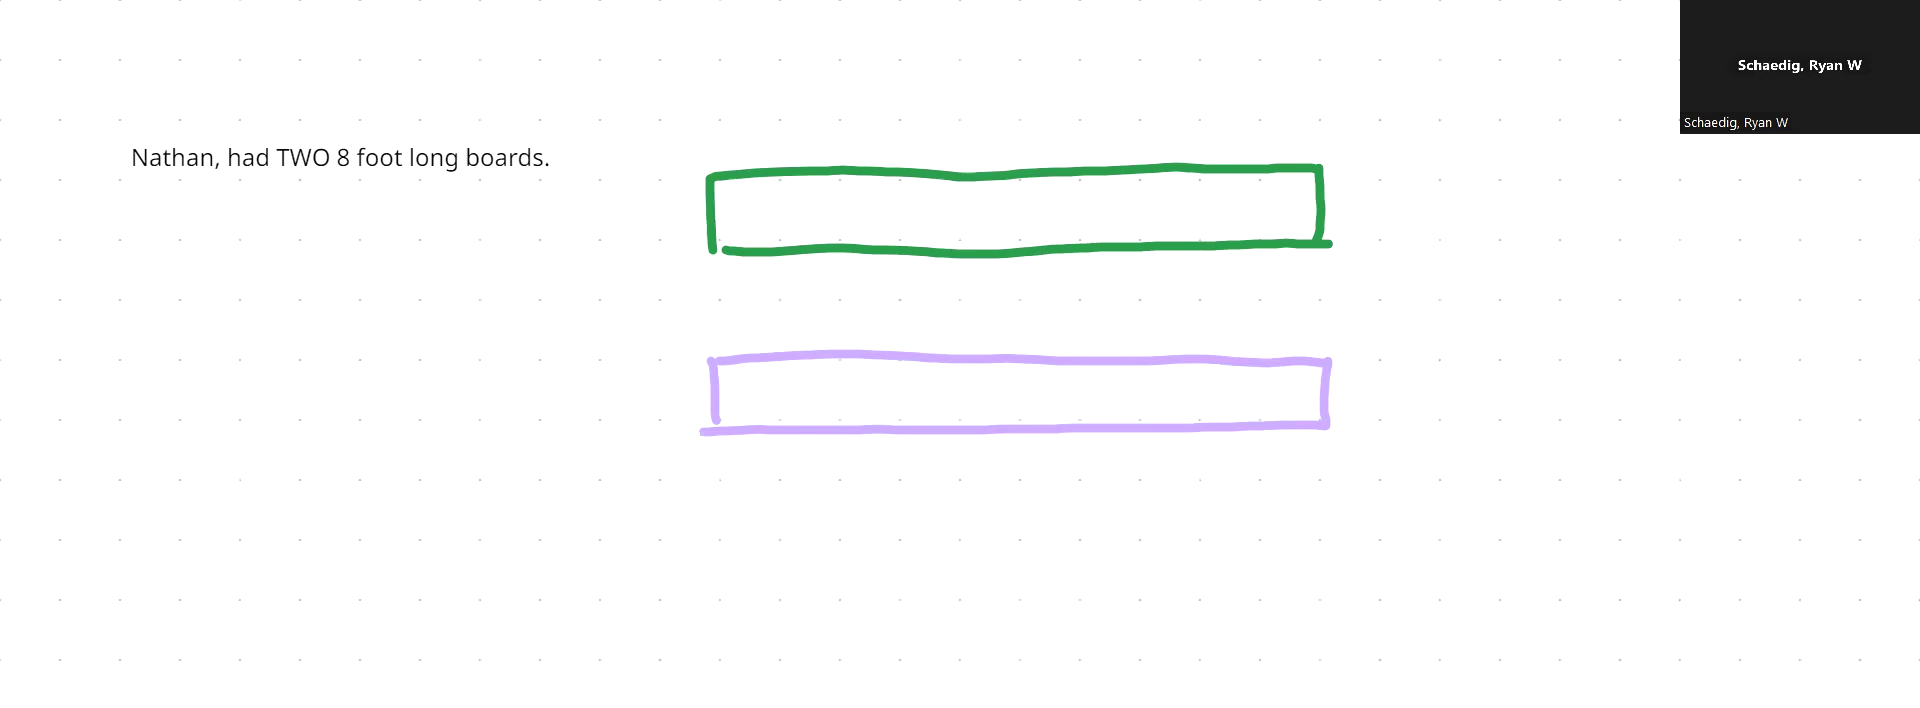 Schaedig, Ryan W
Schaedig, Ryan W
Nathan, had TWO 8 foot long boards.